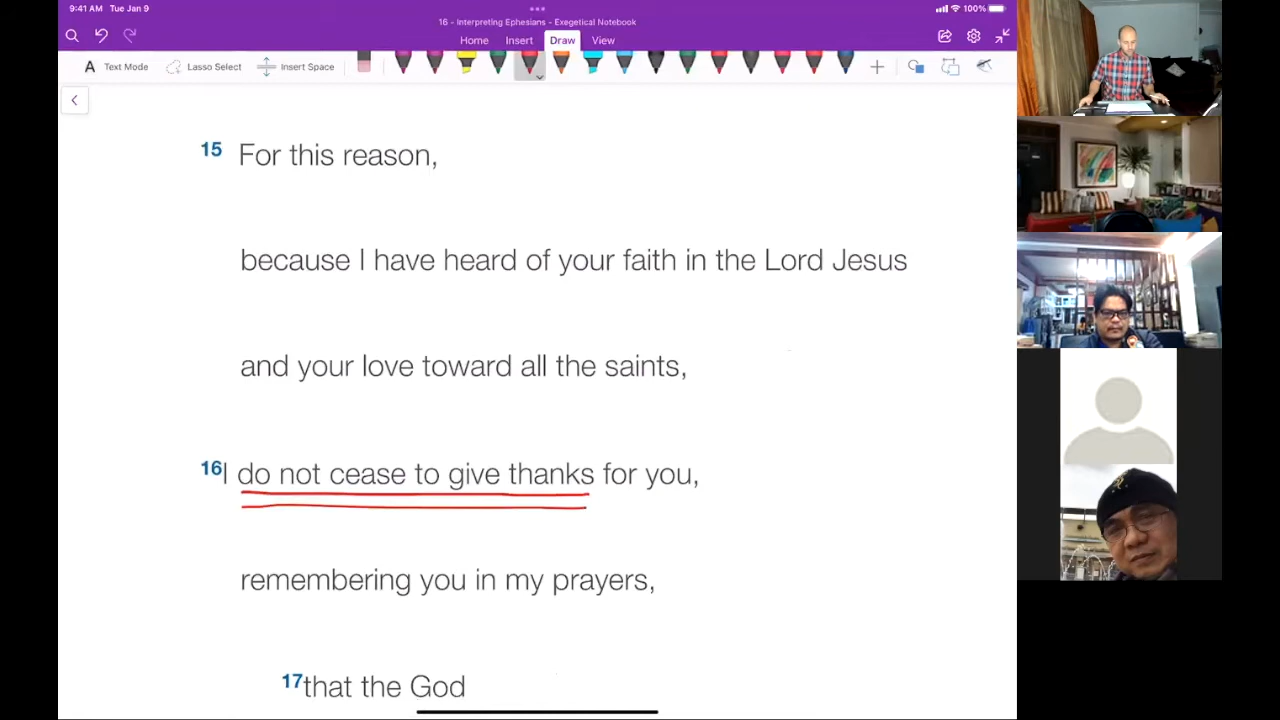 9:41 AM Tue Jan 9
100%
16 - Interpreting Ephesians - Exegetical Notebook
Home Insert Draw View
A Text Mode Lasso Select Insert Space
15 For this reason,
because I have heard of your faith in the Lord Jesus
and your love toward all the saints,
16 I do not cease to give thanks for you,
remembering you in my prayers,
17 that the God